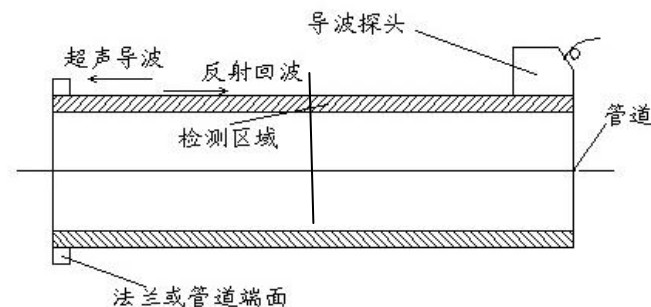 导波探头
超声导波
反射回波
检测区域
管道
法兰或管道端面